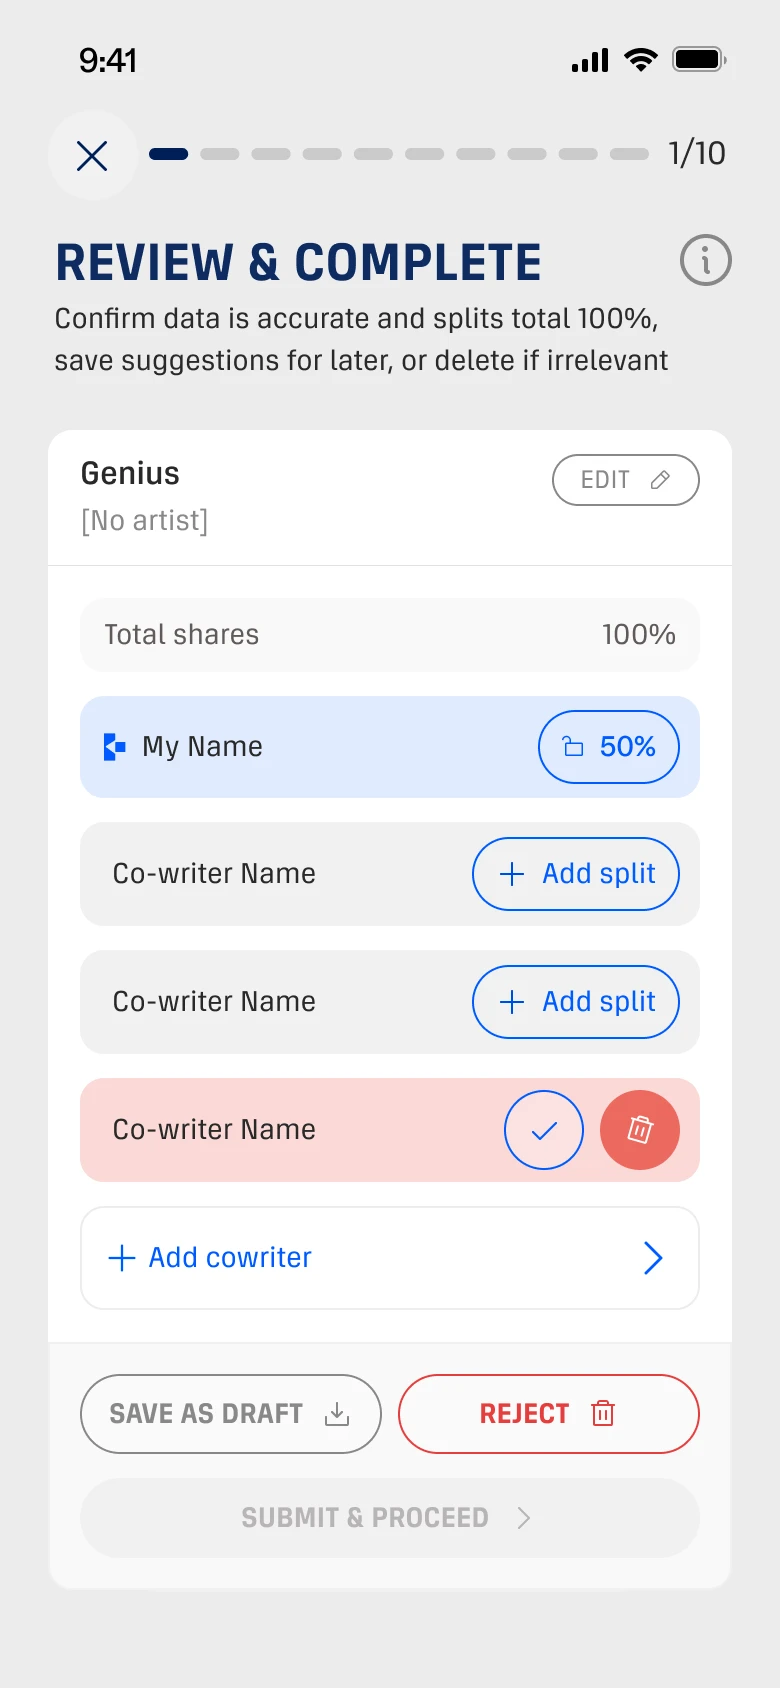 9:41
1/10
REVIEW & COMPLETE
Confirm data is accurate and splits total 100%,
save suggestions for later, or delete if irrelevant
Genius
EDIT
[No artist]
Total shares 100%
My Name 50%
Co-writer Name + Add split
Co-writer Name + Add split
Co-writer Name
+ Add cowriter
SAVE AS DRAFT REJECT
SUBMIT & PROCEED